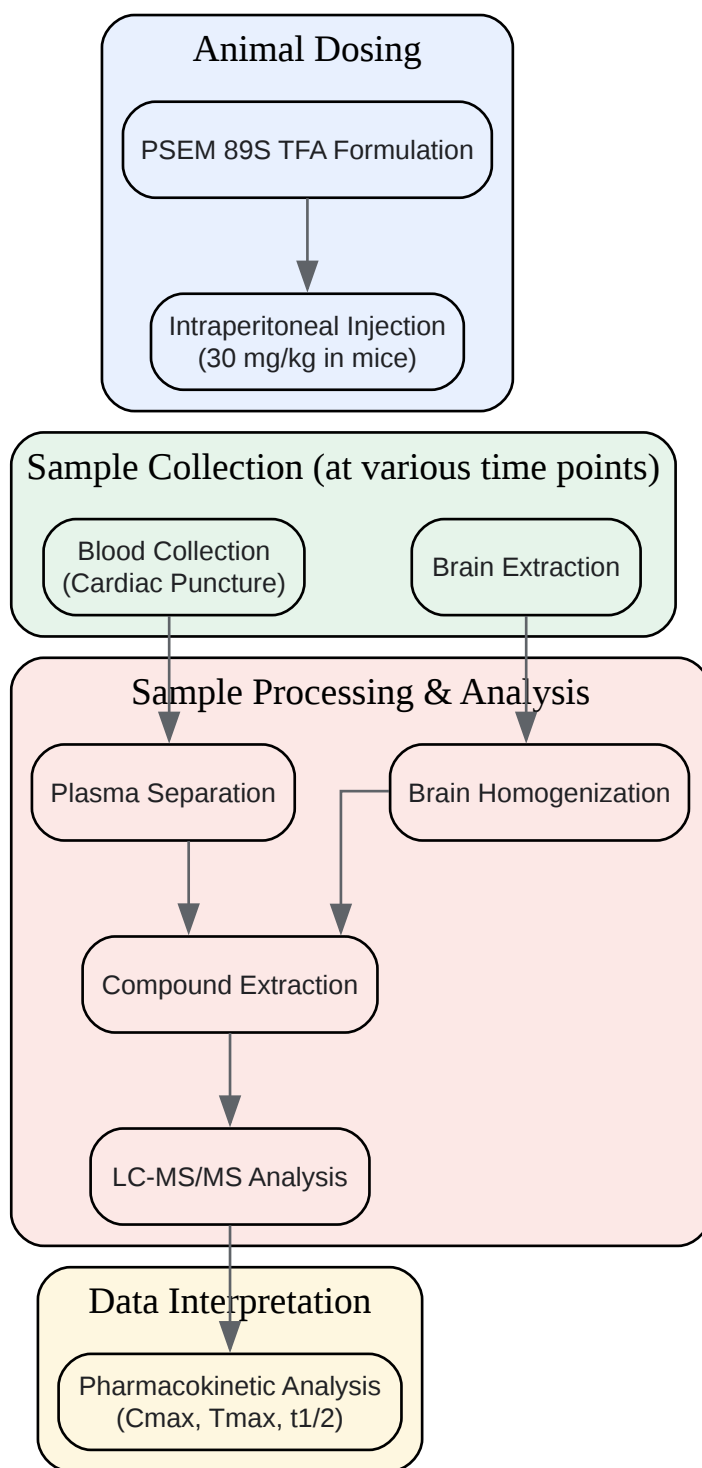 Animal Dosing
PSEM 89S TFA Formulation
Intraperitoneal Injection
(30 mg/kg in mice)
Sample Collection (at various time points)
Blood Collection
(Cardiac Puncture)
Brain Extraction
Sample Processing & Analysis
Plasma Separation
Brain Homogenization
Compound Extraction
LC-MS/MS Analysis
Data Interpretation
Pharmacokinetic Analysis
(Cmax, Tmax, t1/2)